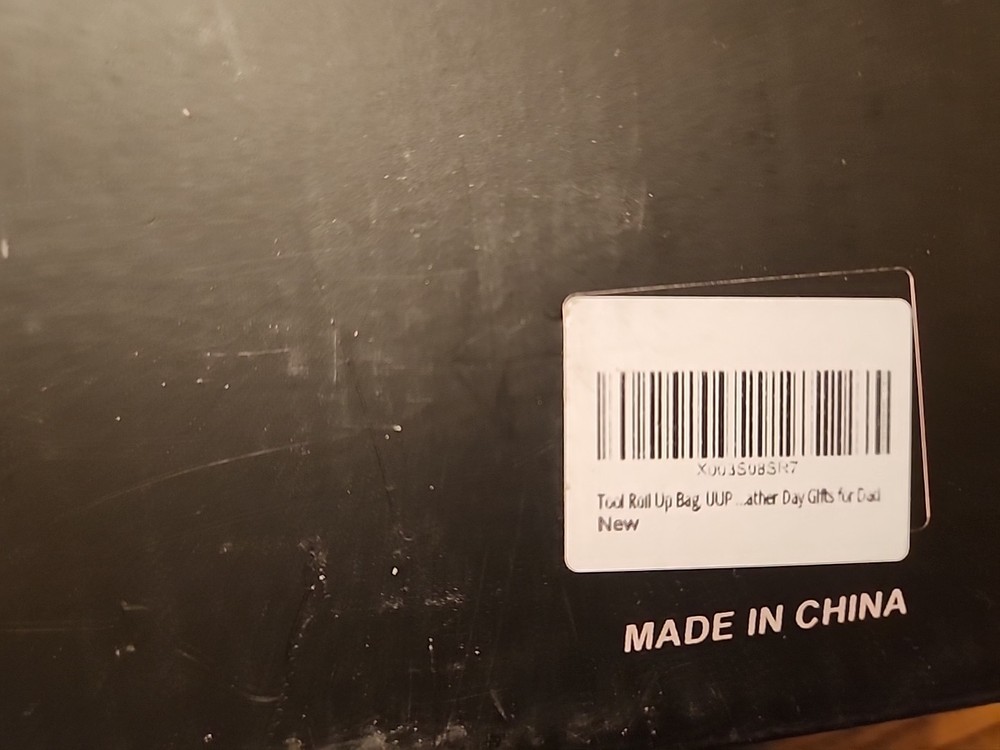 X003S08SR7
Tool Roll Up Bag, UUP ...ather Day Gifts for Dad
New
MADE IN CHINA